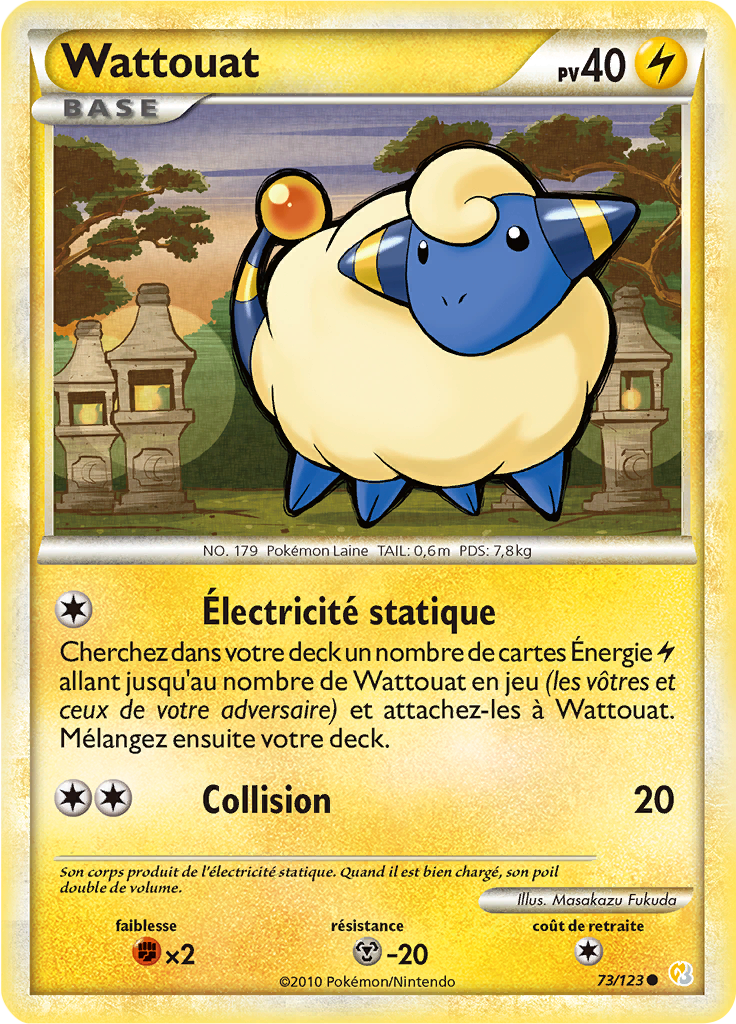 Wattouat
PV 40
BASE
NO. 179 Pokémon Laine TAIL: 0,6m PDS: 7,8kg
Électricité statique
Cherchez dans votre deck un nombre de cartes Énergie
allant jusqu'au nombre de Wattouat en jeu (les vôtres et
ceux de votre adversaire) et attachez-les à Wattouat.
Mélangez ensuite votre deck.
Collision 20
Son corps produit de l'électricité statique. Quand il est bien chargé, son poil
double de volume.
Illus. Masakazu Fukuda
faiblesse résistance coût de retraite
×2 -20
©2010 Pokémon/Nintendo 73/123